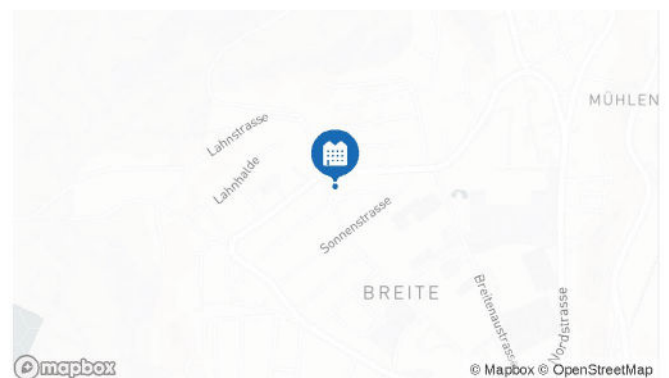 MÜHLEN
Lahnstrasse
Lahnhalde
Sonnenstrasse
BREITE
Breitenaustrasse
Nordstrasse
mapbox
© Mapbox © OpenStreetMap